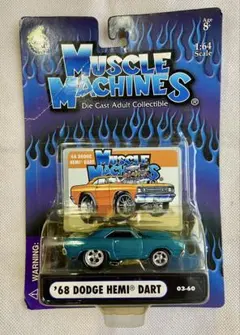 Age
8+
1:64
Scale
MUSCLE
MACHINES®
Die Cast Adult Collectible
'68 DODGE
HEMI® DART
MUSCLE
MACHINES
WARNING:
'68 DODGE HEMI® DART
03-60